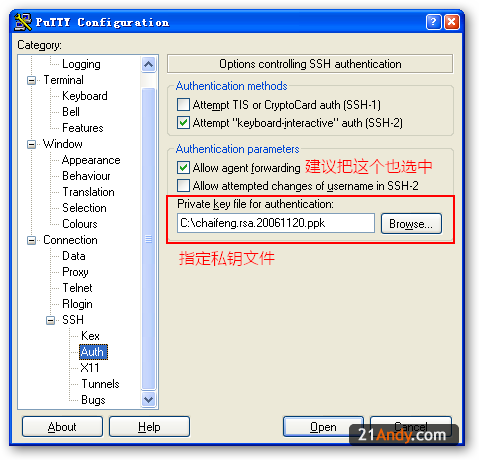 PuTTY Configuration
Category:
Logging
Terminal
Keyboard
Bell
Features
Window
Appearance
Behaviour
Translation
Selection
Colours
Connection
Data
Proxy
Telnet
Rlogin
SSH
Kex
Auth
X11
Tunnels
Bugs
Options controlling SSH authentication
Authentication methods
Attempt TIS or CryptoCard auth (SSH-1)
Attempt "keyboard-interactive" auth (SSH-2)
Authentication parameters
Allow agent forwarding 建议把这个也选中
Allow attempted changes of username in SSH-2
Private key file for authentication:
C:\chaifeng.rsa.20061120.ppk
Browse...
指定私钥文件
About
Help
Open
Cancel
21Andy.com